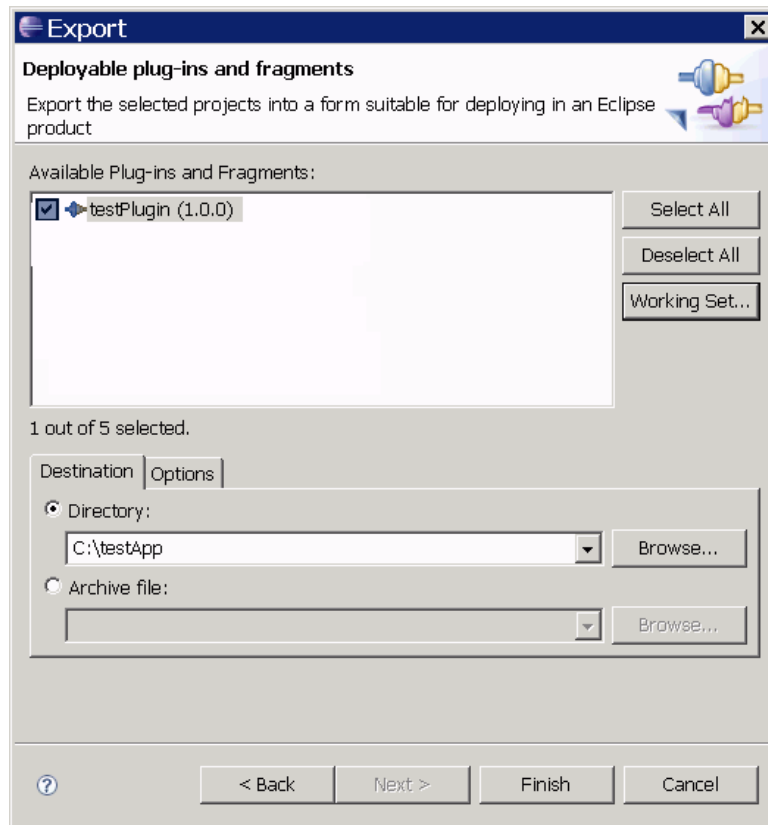 Export
Deployable plug-ins and fragments
Export the selected projects into a form suitable for deploying in an Eclipse
product
Available Plug-ins and Fragments:
testPlugin (1.0.0)
Select All
Deselect All
Working Set...
1 out of 5 selected.
Destination
Options
Directory:
C:\testApp
Browse...
Archive file:
Browse...
?
< Back
Next >
Finish
Cancel